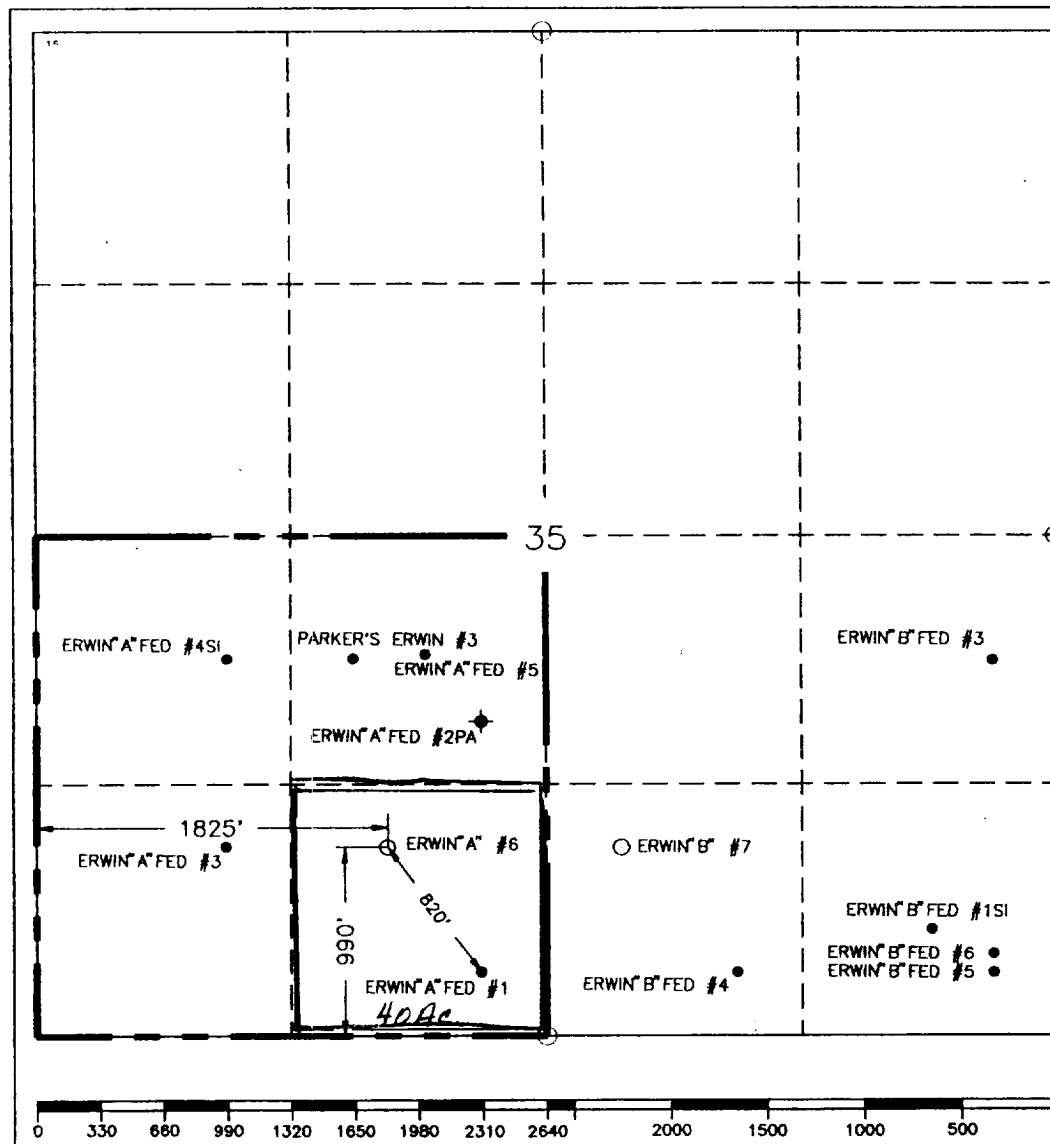 35
ERWIN"A"FED #4SI
PARKER'S ERWIN #3
ERWIN"A"FED #5
ERWIN"B"FED #3
ERWIN"A"FED #2PA
1825'
ERWIN"A" #6
ERWIN"B" #7
ERWIN"A"FED #3
820'
990'
ERWIN"B"FED #1SI
ERWIN"B"FED #6
ERWIN"B"FED #5
ERWIN"A"FED #1
ERWIN"B"FED #4
40 Ac
0 330 660 990 1320 1650 1980 2310 2640 2000 1500 1000 500